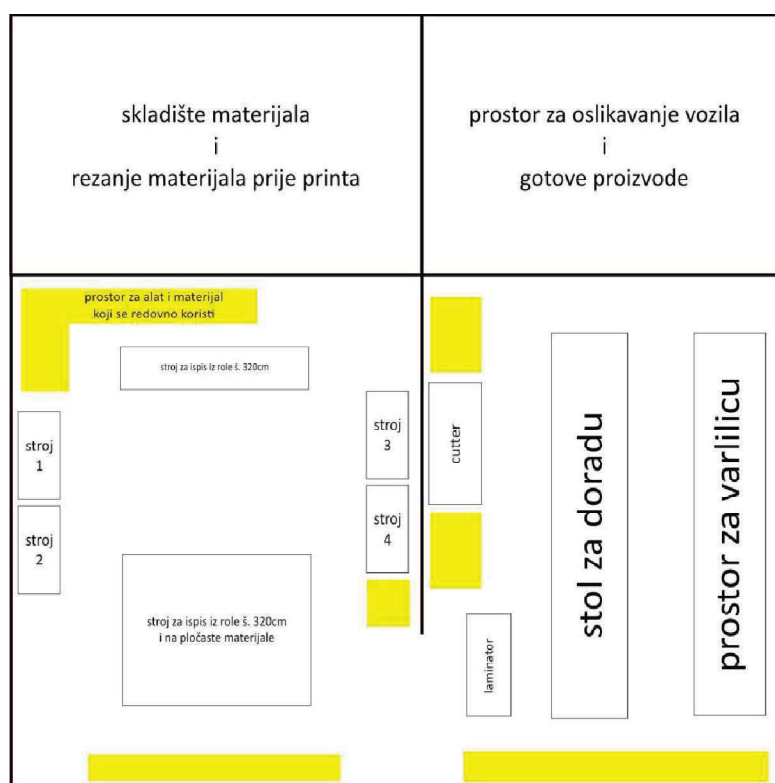 skladište materijala
i
rezanje materijala prije printa
prostor za oslikavanje vozila
i
gotove proizvode
prostor za alat i materijal
koji se redovno koristi
stroj za ispis iz role š. 320cm
stroj
1
stroj
2
stroj
3
stroj
4
stroj za ispis iz role š. 320cm
i na pločaste materijale
cutter
laminator
stol za doradu
prostor za varlilicu